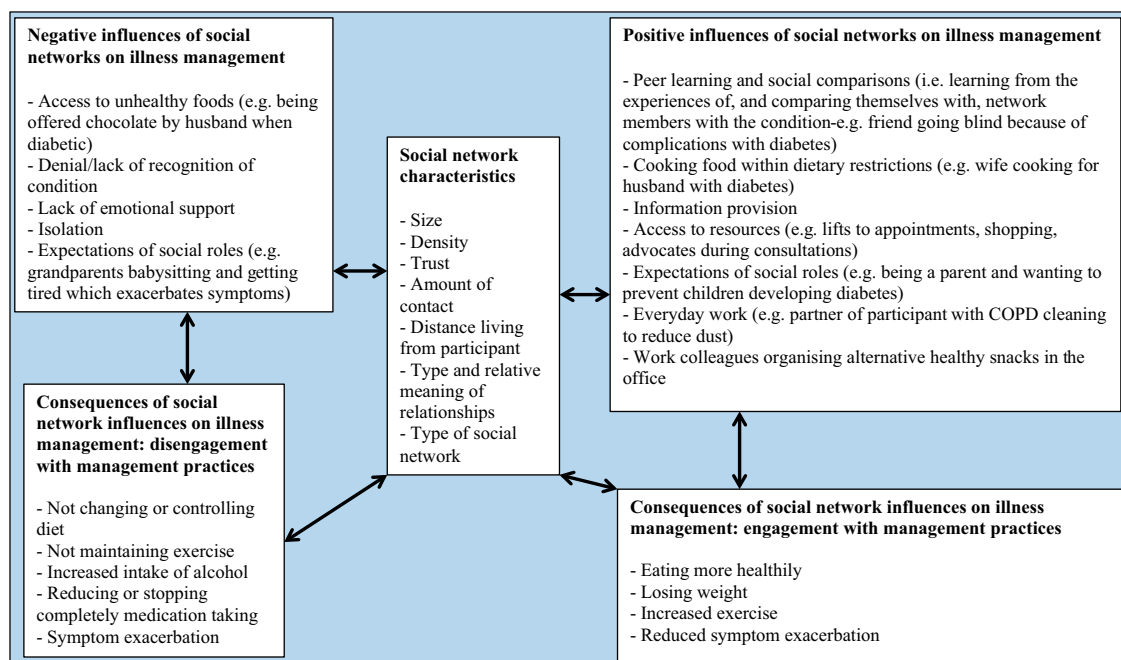 Negative influences of social
networks on illness management
- Access to unhealthy foods (e.g. being
offered chocolate by husband when
diabetic)
- Denial/lack of recognition of
condition
- Lack of emotional support
- Isolation
- Expectations of social roles (e.g.
grandparents babysitting and getting
tired which exacerbates symptoms)
Social network
characteristics
- Size
- Density
- Trust
- Amount of
contact
- Distance living
from participant
- Type and relative
meaning of
relationships
- Type of social
network
Positive influences of social networks on illness management
- Peer learning and social comparisons (i.e. learning from the
experiences of, and comparing themselves with, network
members with the condition-e.g. friend going blind because of
complications with diabetes)
- Cooking food within dietary restrictions (e.g. wife cooking for
husband with diabetes)
- Information provision
- Access to resources (e.g. lifts to appointments, shopping,
advocates during consultations)
- Expectations of social roles (e.g. being a parent and wanting to
prevent children developing diabetes)
- Everyday work (e.g. partner of participant with COPD cleaning
to reduce dust)
- Work colleagues organising alternative healthy snacks in the
office
Consequences of social
network influences on illness
management: disengagement
with management practices
- Not changing or controlling
diet
- Not maintaining exercise
- Increased intake of alcohol
- Reducing or stopping
completely medication taking
- Symptom exacerbation
Consequences of social network influences on illness
management: engagement with management practices
- Eating more healthily
- Losing weight
- Increased exercise
- Reduced symptom exacerbation